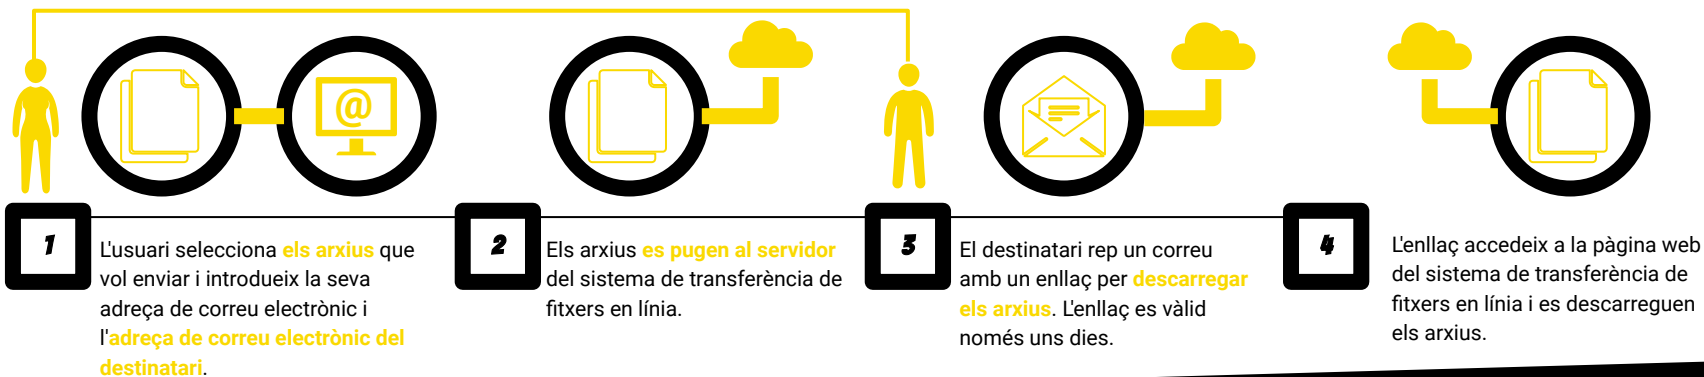 @
1
L'usuari selecciona els arxius que
vol enviar i introdueix la seva
adreça de correu electrònic i
l'adreça de correu electrònic del
destinatari.
2
Els arxius es pugen al servidor
del sistema de transferència de
fitxers en línia.
3
El destinatari rep un correu
amb un enllaç per descarregar
els arxius. L'enllaç es vàlid
només uns dies.
4
L'enllaç accedeix a la pàgina web
del sistema de transferència de
fitxers en línia i es descarreguen
els arxius.